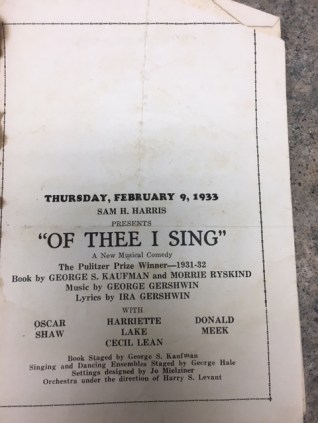 THURSDAY, FEBRUARY 9, 1933
SAM H. HARRIS
PRESENTS
"OF THEE I SING"
A New Musical Comedy
The Pulitzer Prize Winner—1931-32
Book by GEORGE S. KAUFMAN and MORRIE RYSKIND
Music by GEORGE GERSHWIN
Lyrics by IRA GERSHWIN
WITH
OSCAR HARRIETTE DONALD
SHAW LAKE MEEK
CECIL LEAN
Book Staged by George S. Kaufman
Singing and Dancing Ensembles Staged by George Hale
Settings designed by Jo Mielziner
Orchestra under the direction of Harry S. Levant